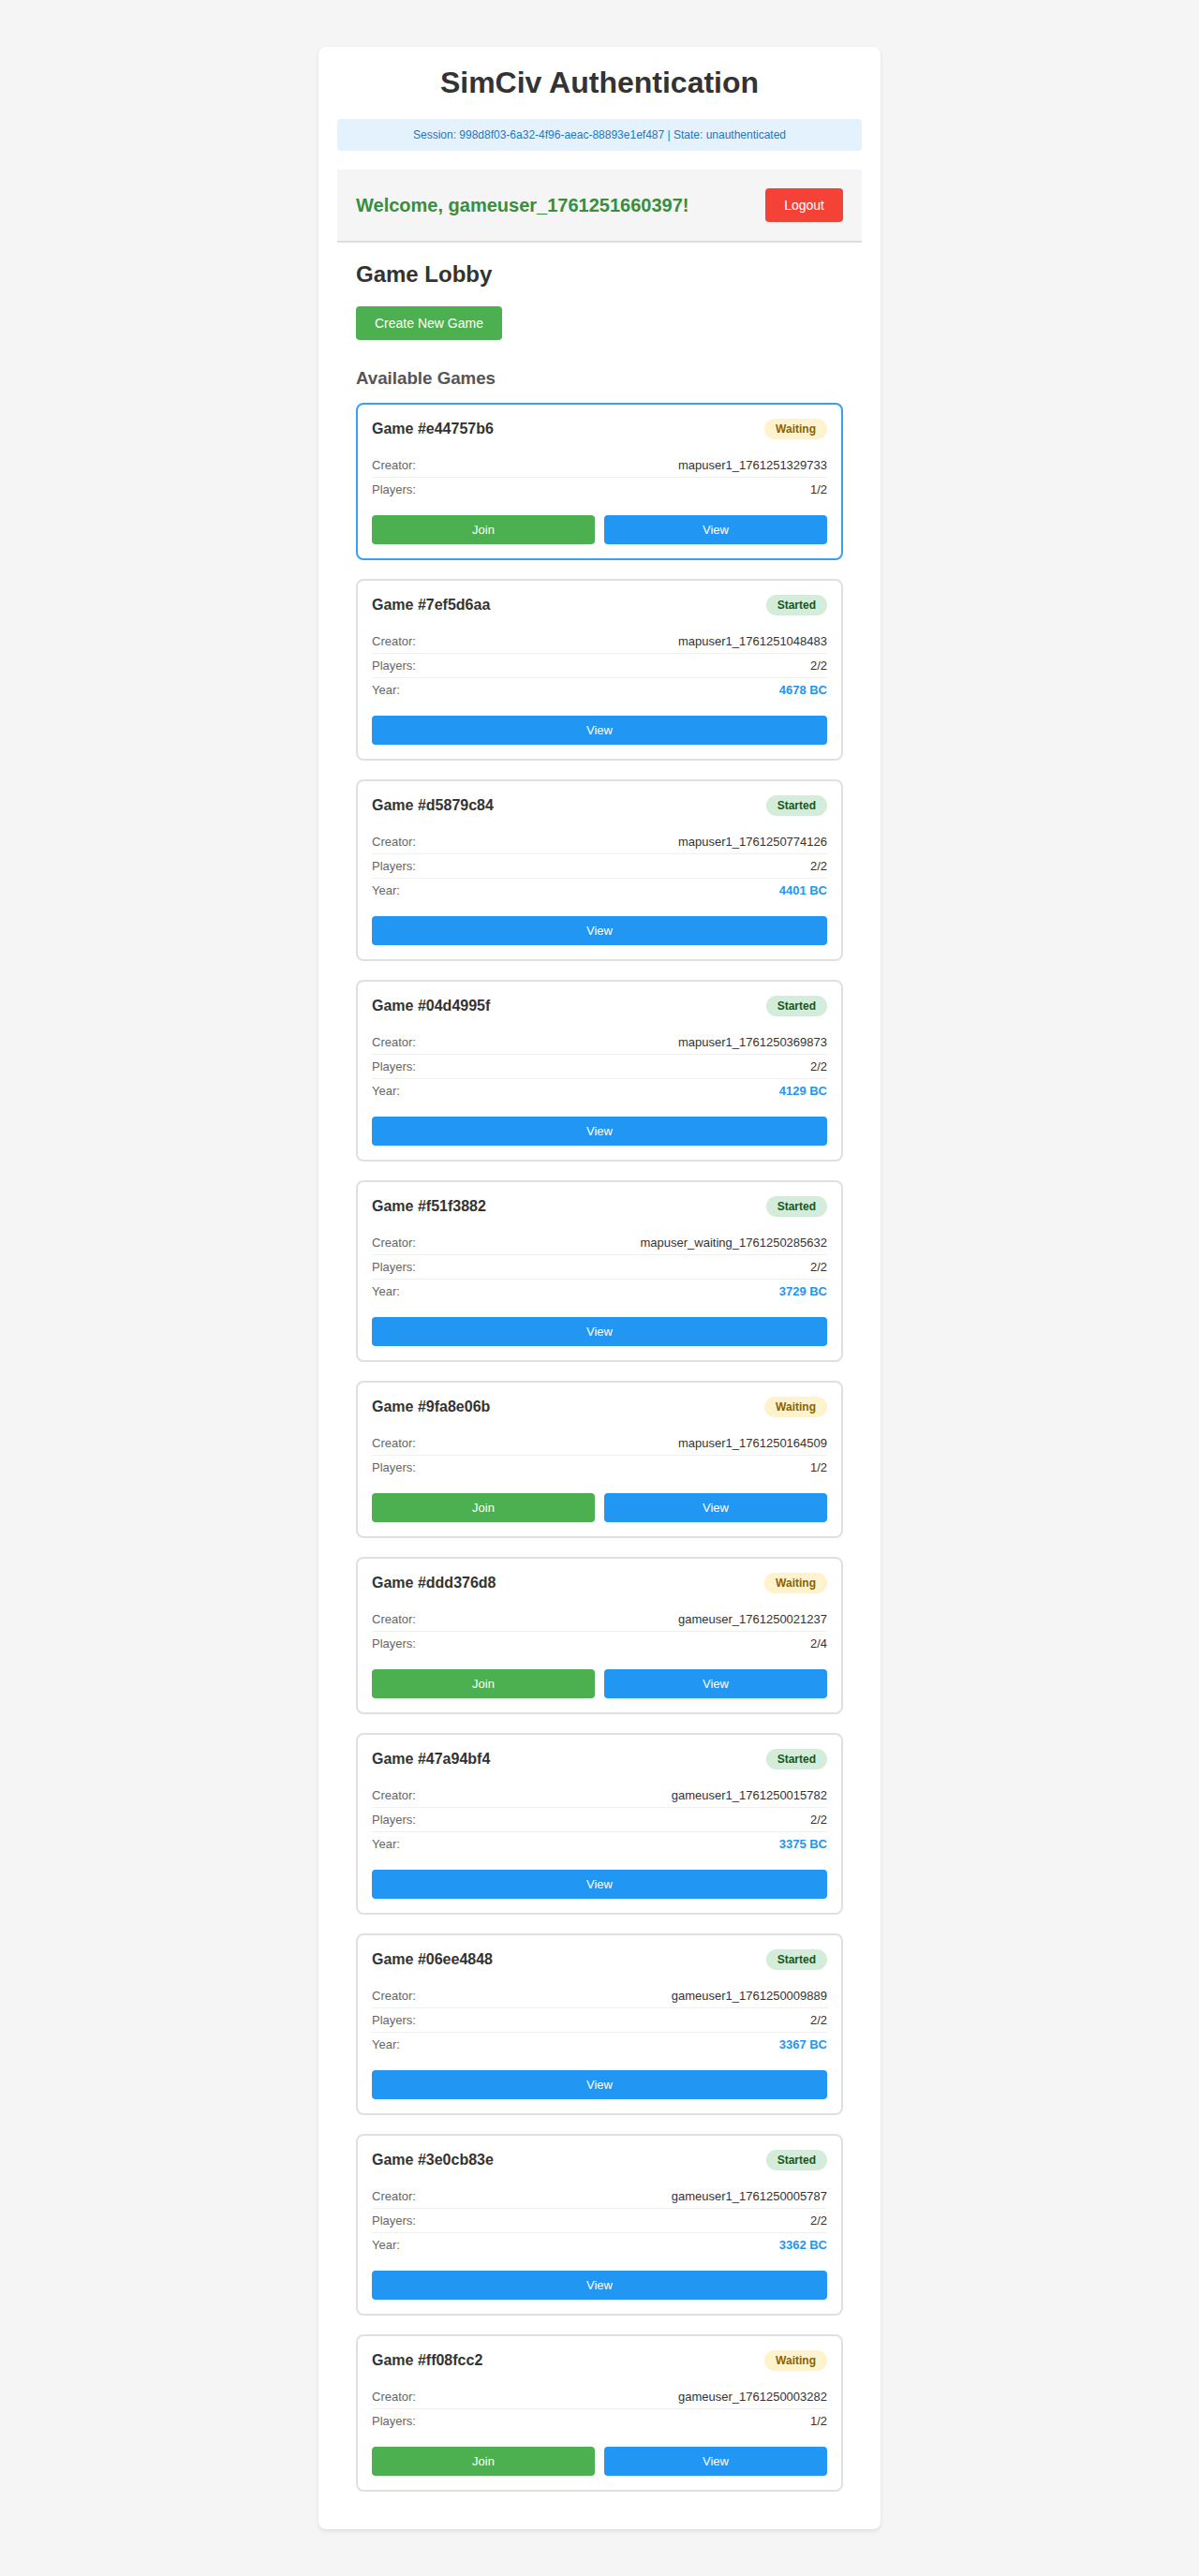 SimCiv Authentication
Session: 998d8f03-6a32-4f96-aeac-88893e1ef487 | State: unauthenticated
Welcome, gameuser_1761251660397!
Logout
Game Lobby
Create New Game
Available Games
Game #e44757b6
Waiting
Creator: mapuser1_1761251329733
Players: 1/2
Join View
Game #7ef5d6aa
Started
Creator: mapuser1_1761251048483
Players: 2/2
Year: 4678 BC
View
Game #d5879c84
Started
Creator: mapuser1_1761250774126
Players: 2/2
Year: 4401 BC
View
Game #04d4995f
Started
Creator: mapuser1_1761250369873
Players: 2/2
Year: 4129 BC
View
Game #f51f3882
Started
Creator: mapuser_waiting_1761250285632
Players: 2/2
Year: 3729 BC
View
Game #9fa8e06b
Waiting
Creator: mapuser1_1761250164509
Players: 1/2
Join View
Game #ddd376d8
Waiting
Creator: gameuser_1761250021237
Players: 2/4
Join View
Game #47a94bf4
Started
Creator: gameuser1_1761250015782
Players: 2/2
Year: 3375 BC
View
Game #06ee4848
Started
Creator: gameuser1_1761250009889
Players: 2/2
Year: 3367 BC
View
Game #3e0cb83e
Started
Creator: gameuser1_1761250005787
Players: 2/2
Year: 3362 BC
View
Game #ff08fcc2
Waiting
Creator: gameuser_1761250003282
Players: 1/2
Join View